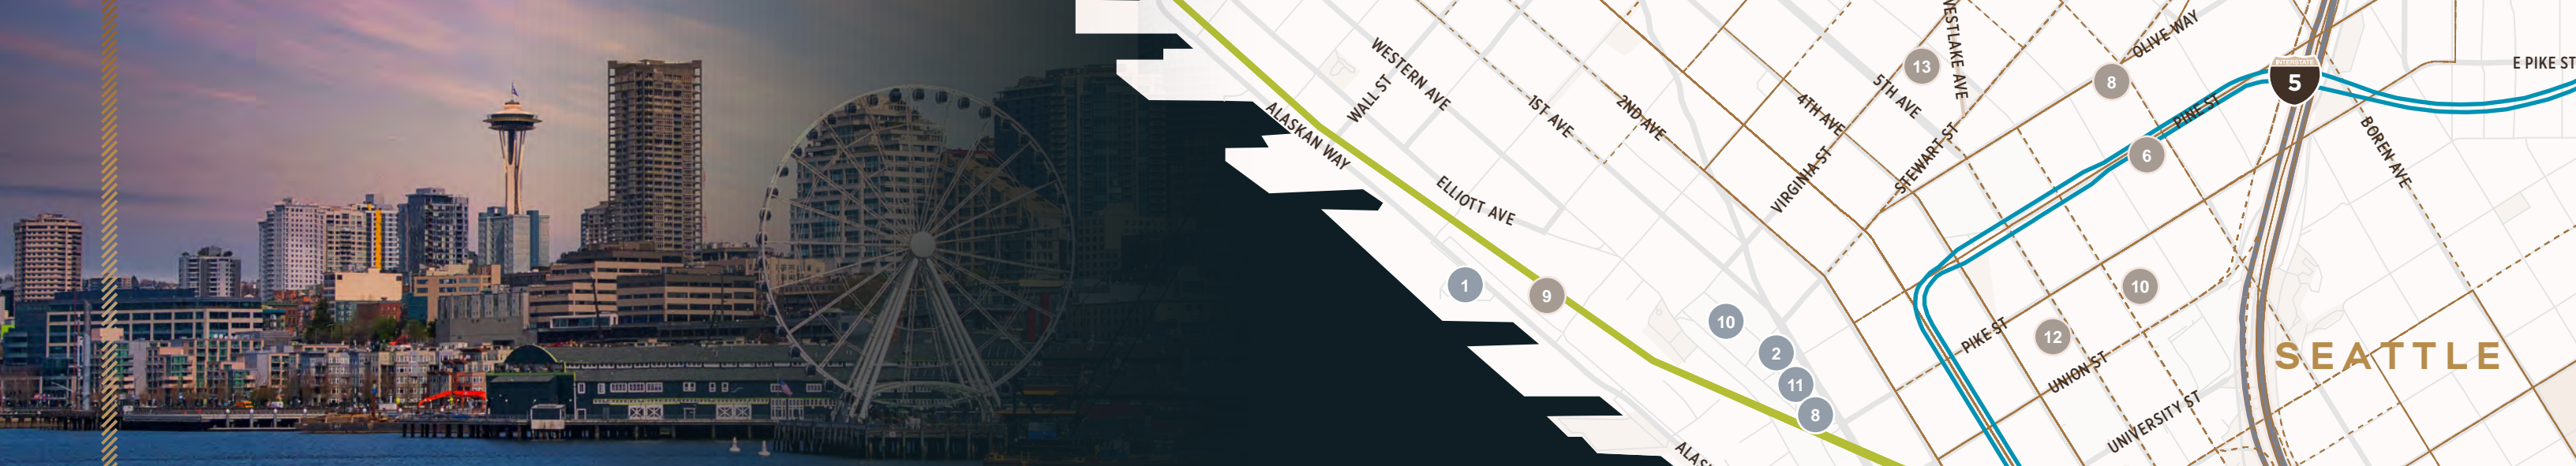 WESTERN AVE
WALL ST
ALASKAN WAY
ELLIOTT AVE
1ST AVE
2ND AVE
4TH AVE
5TH AVE
VIRGINIA ST
STEWART ST
WESTLAKE AVE
OLIVE WAY
PINE ST
INTERSTATE
5
E PIKE ST
BOREN AVE
13
8
6
1
9
10
2
11
8
10
12
PIKE ST
UNION ST
UNIVERSITY ST
SEATTLE